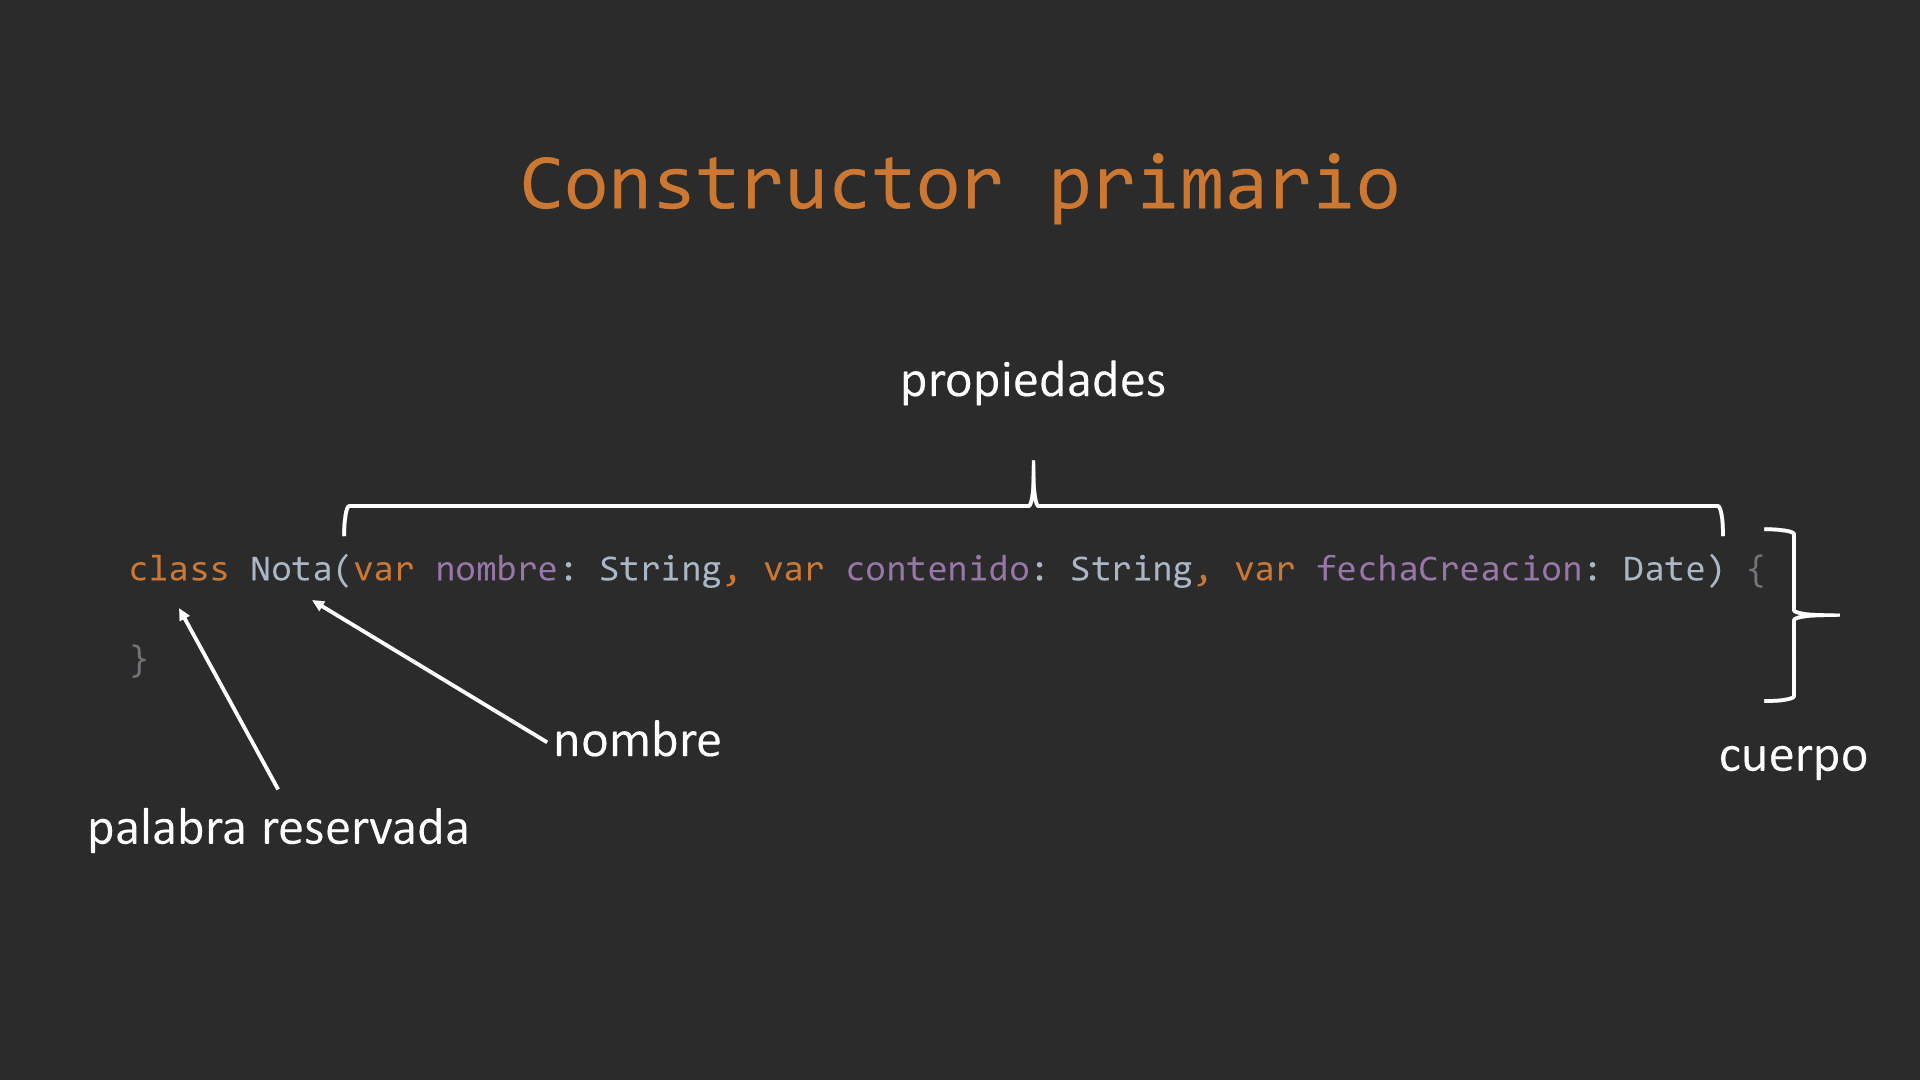 Constructor primario
propiedades
class Nota(var nombre: String, var contenido: String, var fechaCreacion: Date) {
}
nombre
cuerpo
palabra reservada